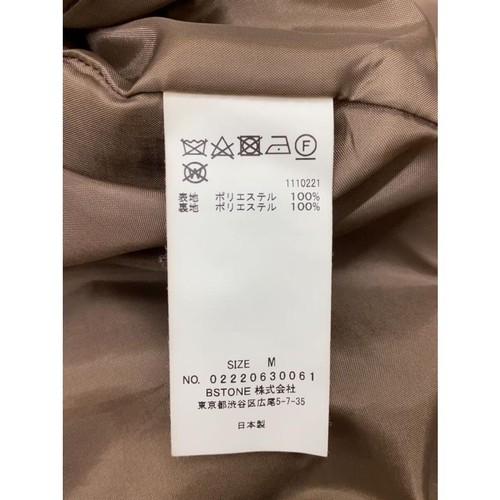 F
W
1110221
表地 ポリエステル 100%
裏地 ポリエステル 100%
SIZE M
NO. 02220630061
BSTONE 株式会社
東京都渋谷区広尾5-7-35
日本製